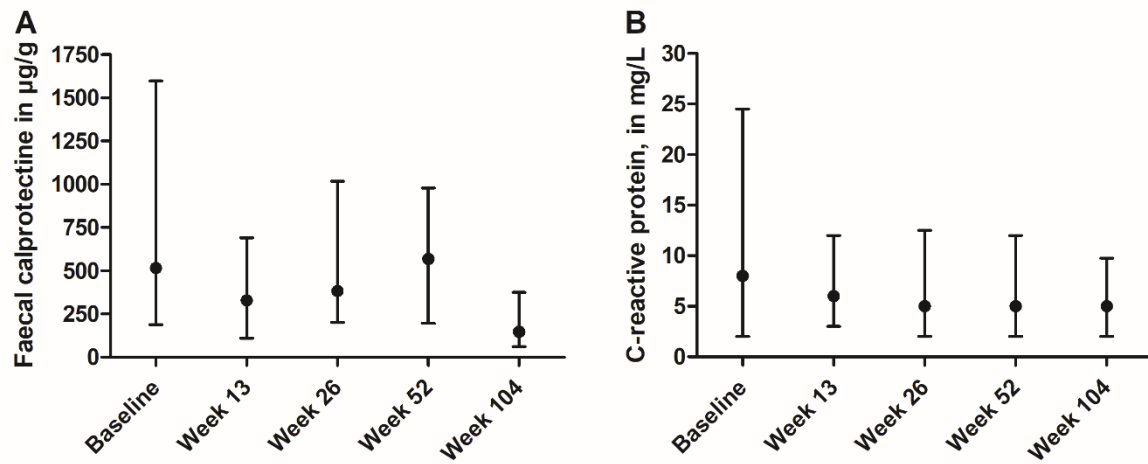 A
Faecal calprotectine in µg/g
1750
1500
1250
1000
750
500
250
0
Baseline
Week 13
Week 26
Week 52
Week 104
B
C-reactive protein, in mg/L
30
25
20
15
10
5
0
Baseline
Week 13
Week 26
Week 52
Week 104